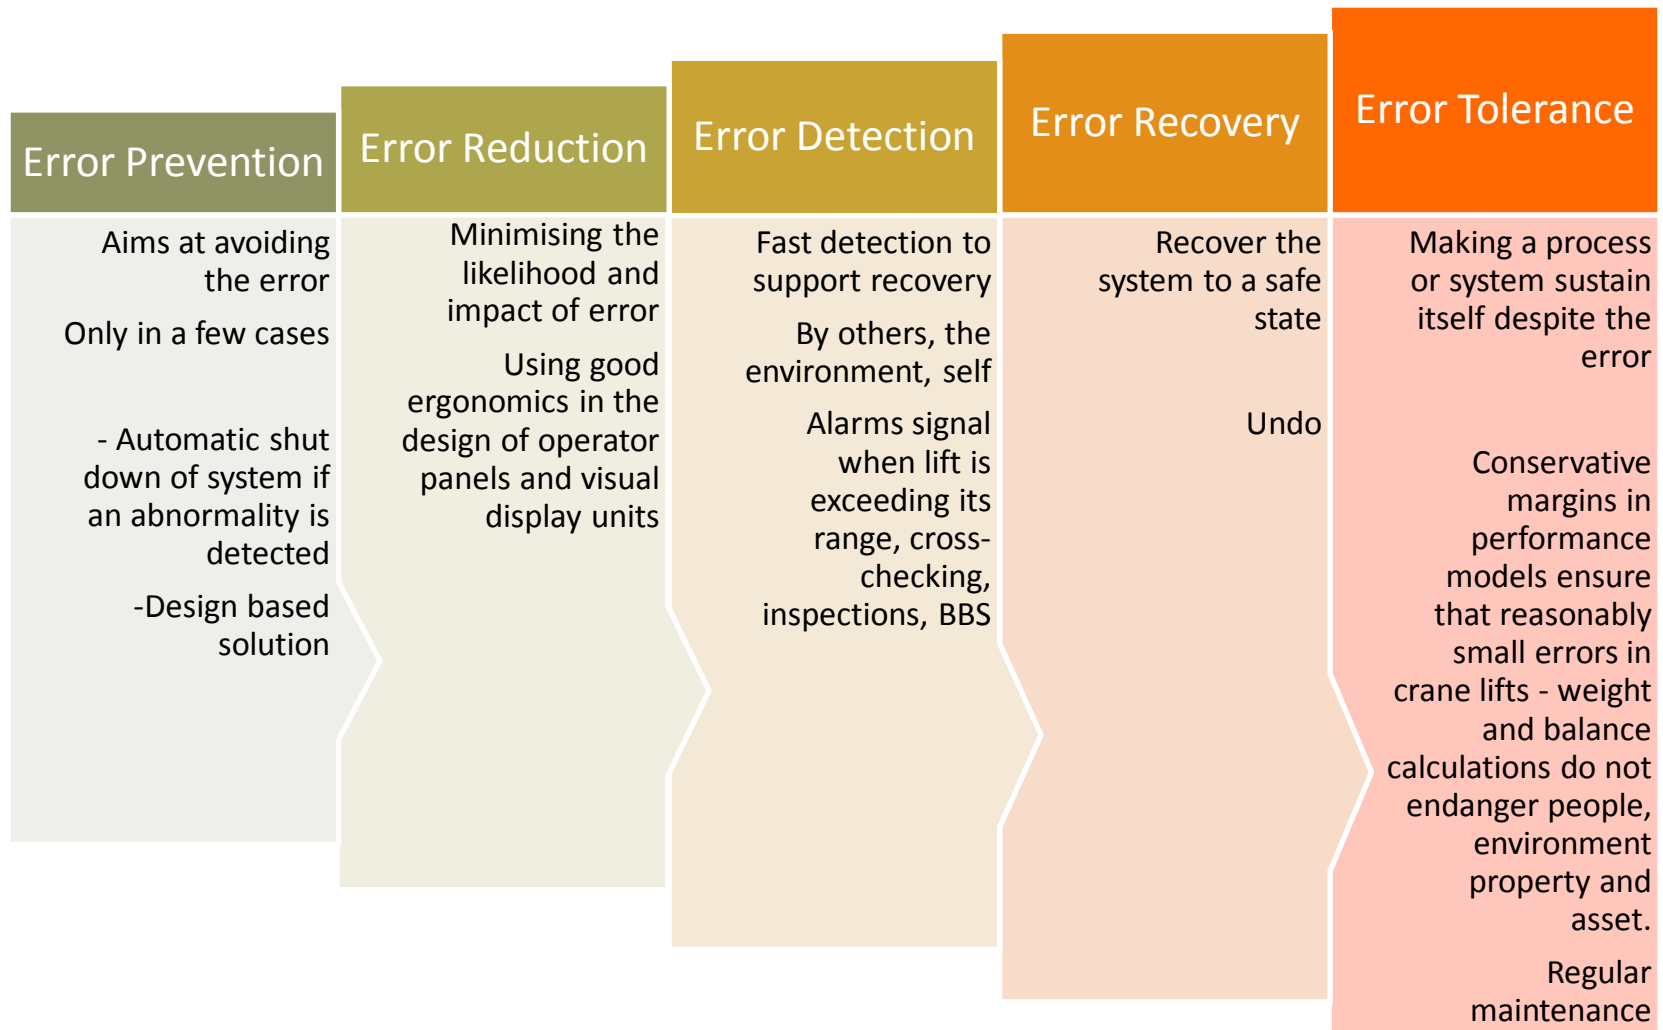 Error Prevention
Aims at avoiding
the error
Only in a few cases
- Automatic shut
down of system if
an abnormality is
detected
-Design based
solution
Error Reduction
Minimising the
likelihood and
impact of error
Using good
ergonomics in the
design of operator
panels and visual
display units
Error Detection
Fast detection to
support recovery
By others, the
environment, self
Alarms signal
when lift is
exceeding its
range, cross-
checking,
inspections, BBS
Error Recovery
Recover the
system to a safe
state
Undo
Error Tolerance
Making a process
or system sustain
itself despite the
error
Conservative
margins in
performance
models ensure
that reasonably
small errors in
crane lifts - weight
and balance
calculations do not
endanger people,
environment
property and
asset.
Regular
maintenance